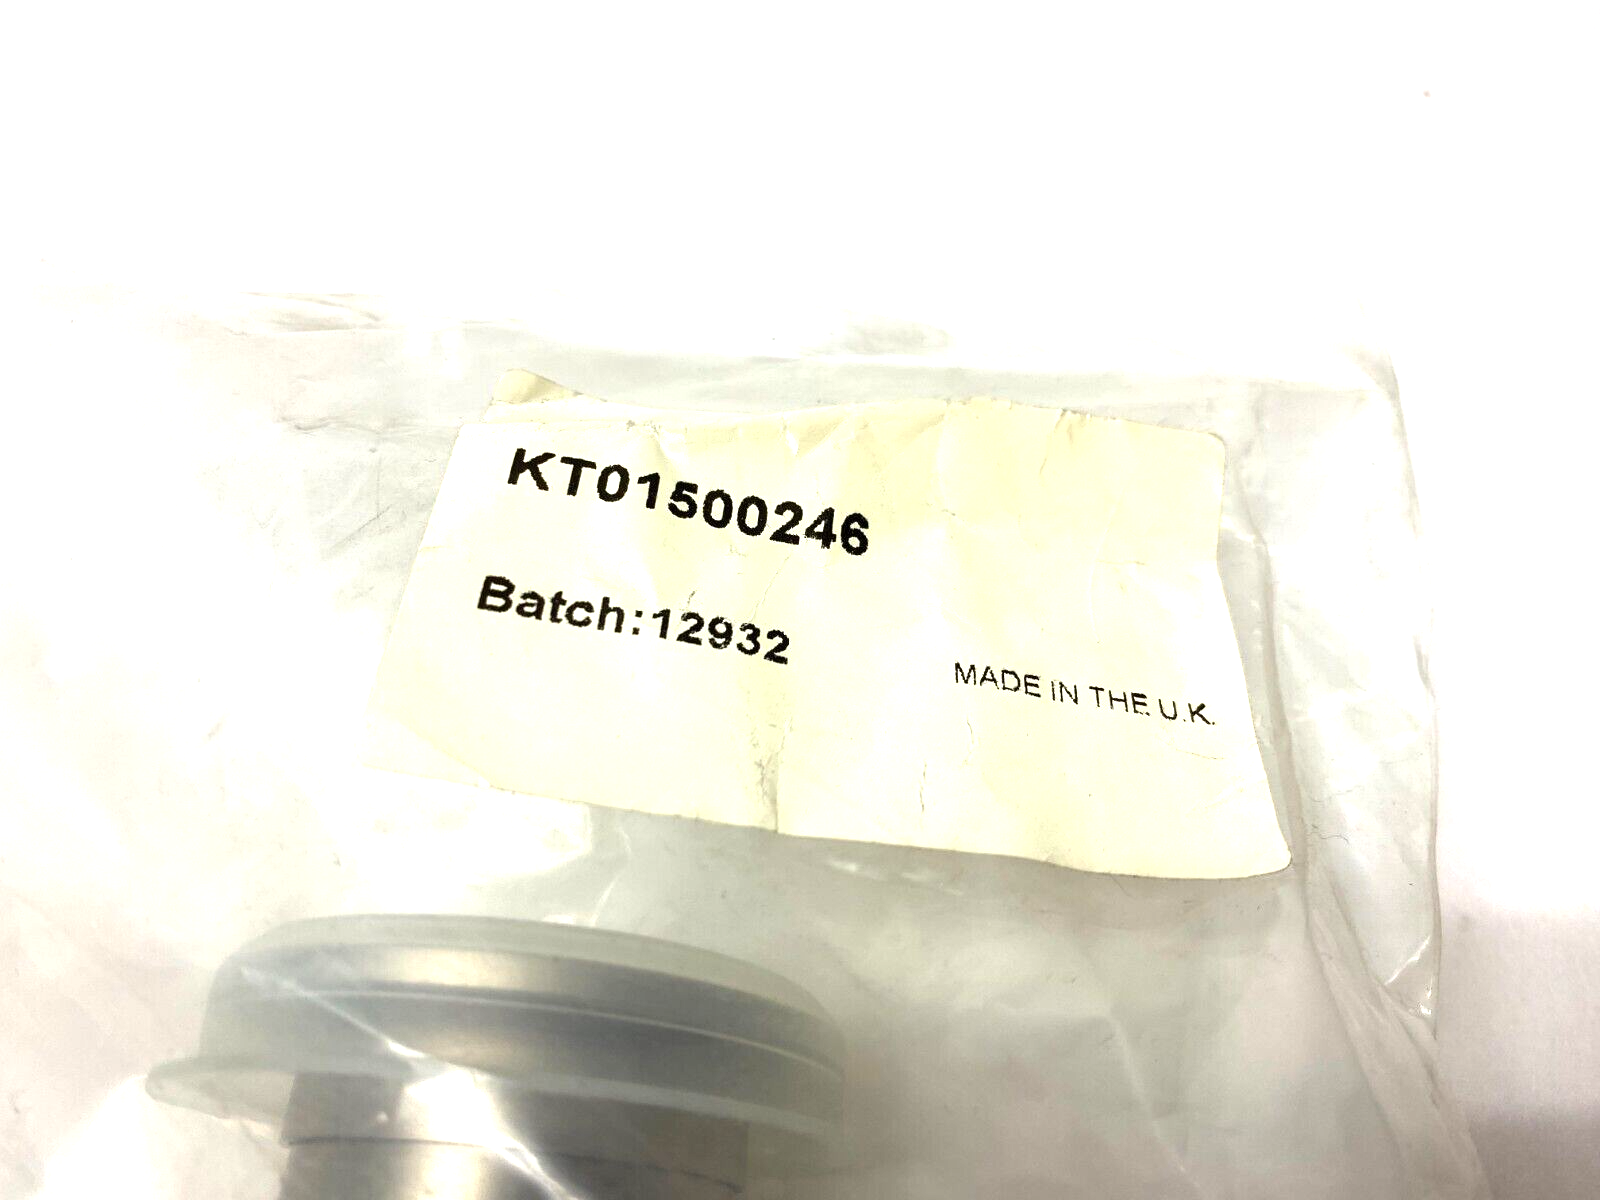 KT01500246
Batch:12932
MADE IN THE U.K.